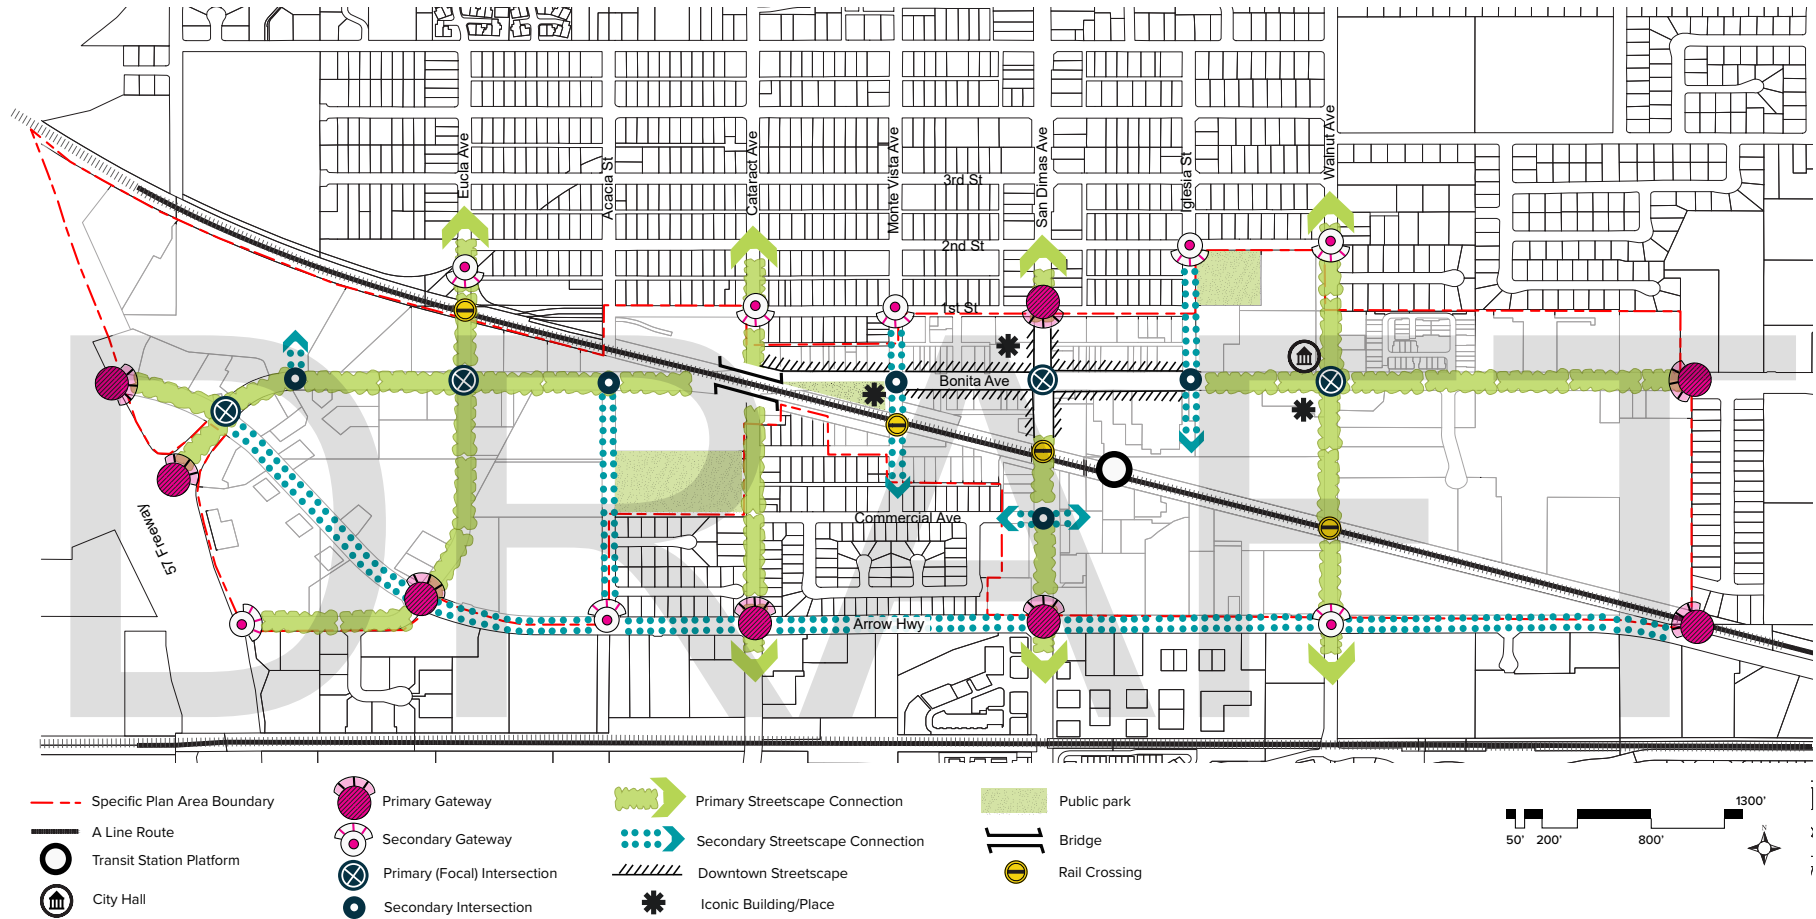 DRAFT
Eucla Ave
Acacia St
Cataract Ave
Monte Vista Ave
San Dimas Ave
Iglesia St
Walnut Ave
3rd St
2nd St
1st St
Bonita Ave
Commercial Ave
Arrow Hwy
57 Freeway
Specific Plan Area Boundary
A Line Route
Transit Station Platform
City Hall
Primary Gateway
Secondary Gateway
Primary (Focal) Intersection
Secondary Intersection
Primary Streetscape Connection
Secondary Streetscape Connection
Downtown Streetscape
Iconic Building/Place
Public park
Bridge
Rail Crossing
1300'
50' 200' 800'
N